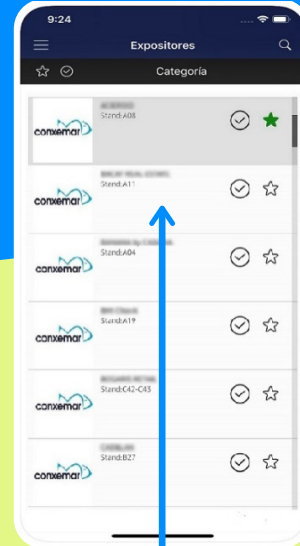 9:24
Expositores
Categoría
conxemar
Stand:A08
conxemar
Stand:A11
conxemar
Stand:A04
conxemar
Stand:A19
conxemar
Stand:C42-C43
conxemar
Stand:B27